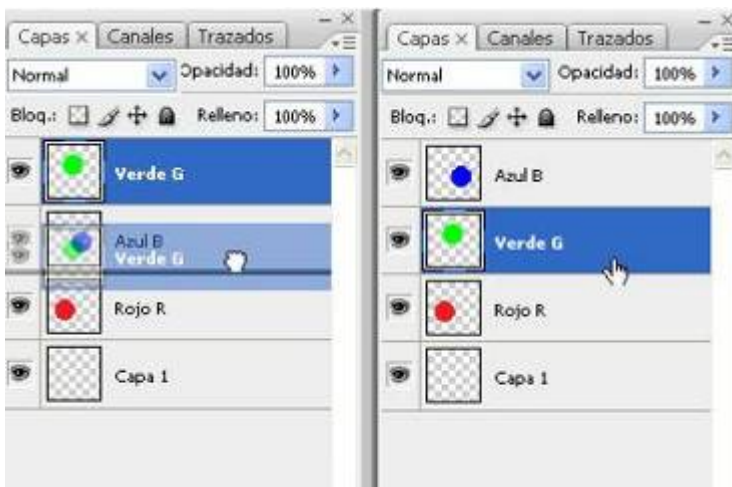 Capas × Canales Trazados
Normal Opacidad: 100%
Bloq.: Relleno: 100%
Verde G
Azul B
Verde G
Rojo R
Capa 1
Capas × Canales Trazados
Normal Opacidad: 100%
Bloq.: Relleno: 100%
Azul B
Verde G
Rojo R
Capa 1